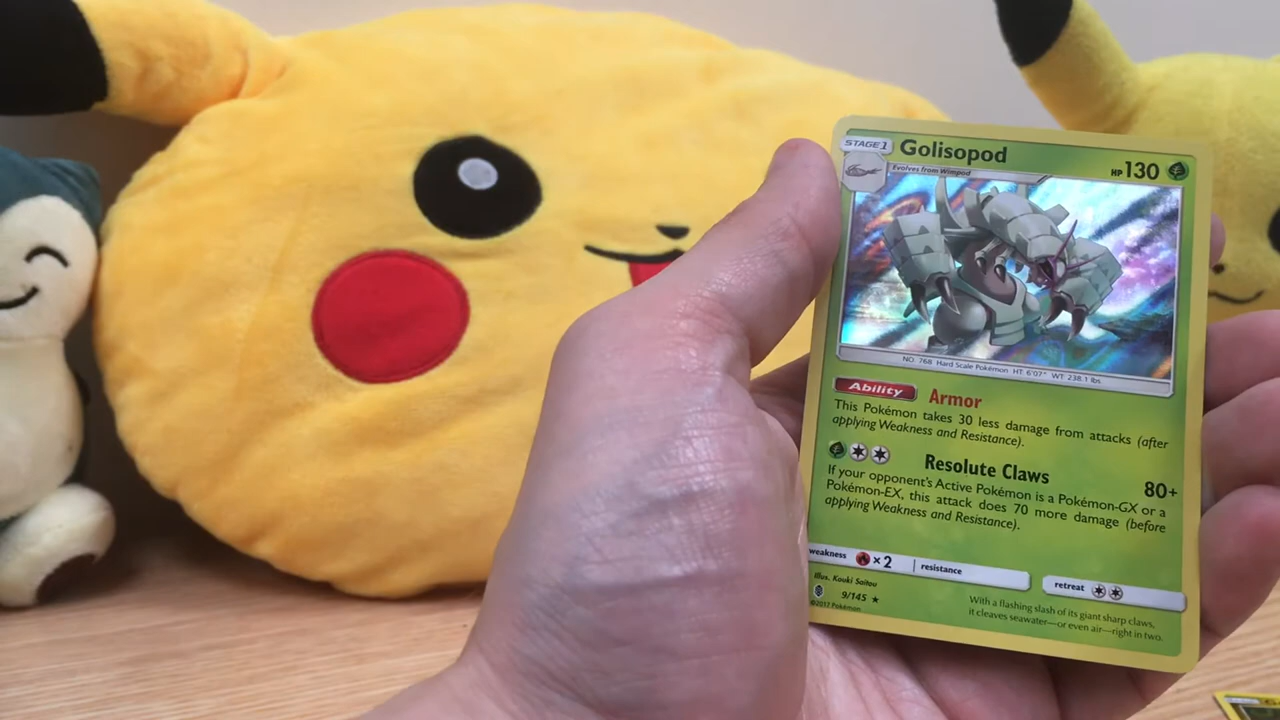 STAGE 1 Golisopod HP 130
Evolves from Wimpod
NO. 768 Hard Scale Pokémon HT: 6'07" WT: 238.1 lbs
Ability Armor
This Pokémon takes 30 less damage from attacks (after
applying Weakness and Resistance).
Resolute Claws 80+
If your opponent's Active Pokémon is a Pokémon-GX or a
Pokémon-EX, this attack does 70 more damage (before
applying Weakness and Resistance).
weakness ×2 resistance retreat
Illus. Kouki Saitou
9/145 ★
©2017 Pokémon
With a flashing slash of its giant sharp claws,
it cleaves seawater—or even air—right in two.